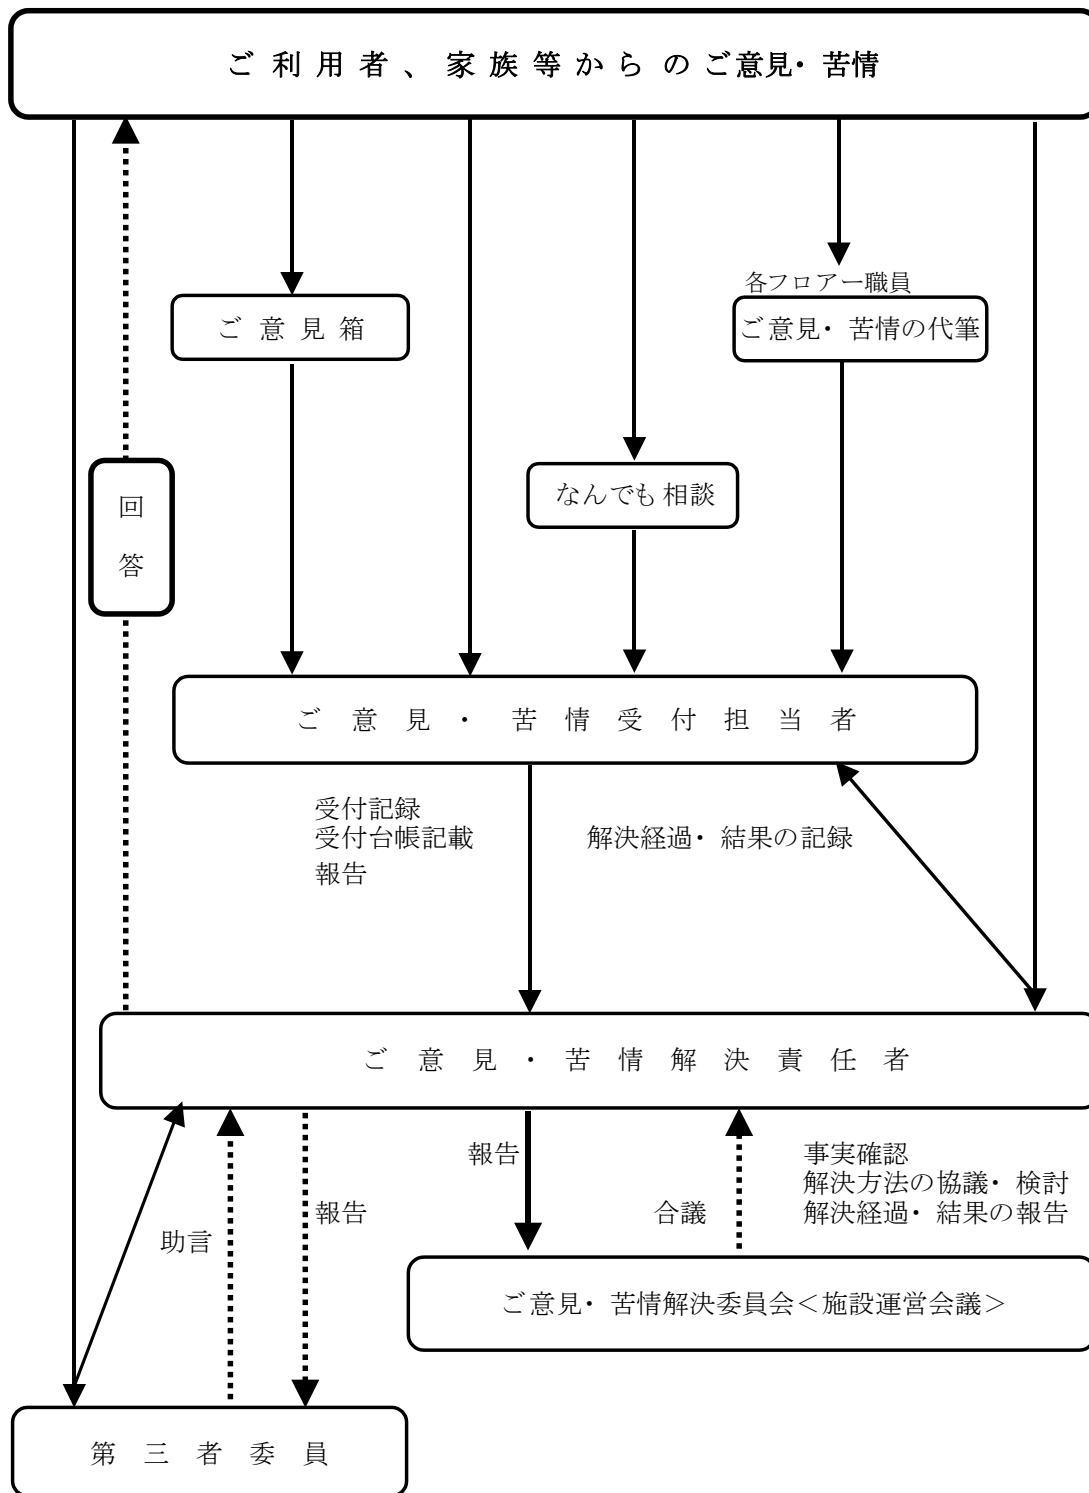 ご利用者、家族等からのご意見・苦情
各フロアー職員
ご意見箱
ご意見・苦情の代筆
なんでも相談
回
答
ご意見・苦情受付担当者
受付記録
受付台帳記載
報告
解決経過・結果の記録
ご意見・苦情解決責任者
報告
事実確認
解決方法の協議・検討
解決経過・結果の報告
合議
報告
助言
ご意見・苦情解決委員会＜施設運営会議＞
第三者委員